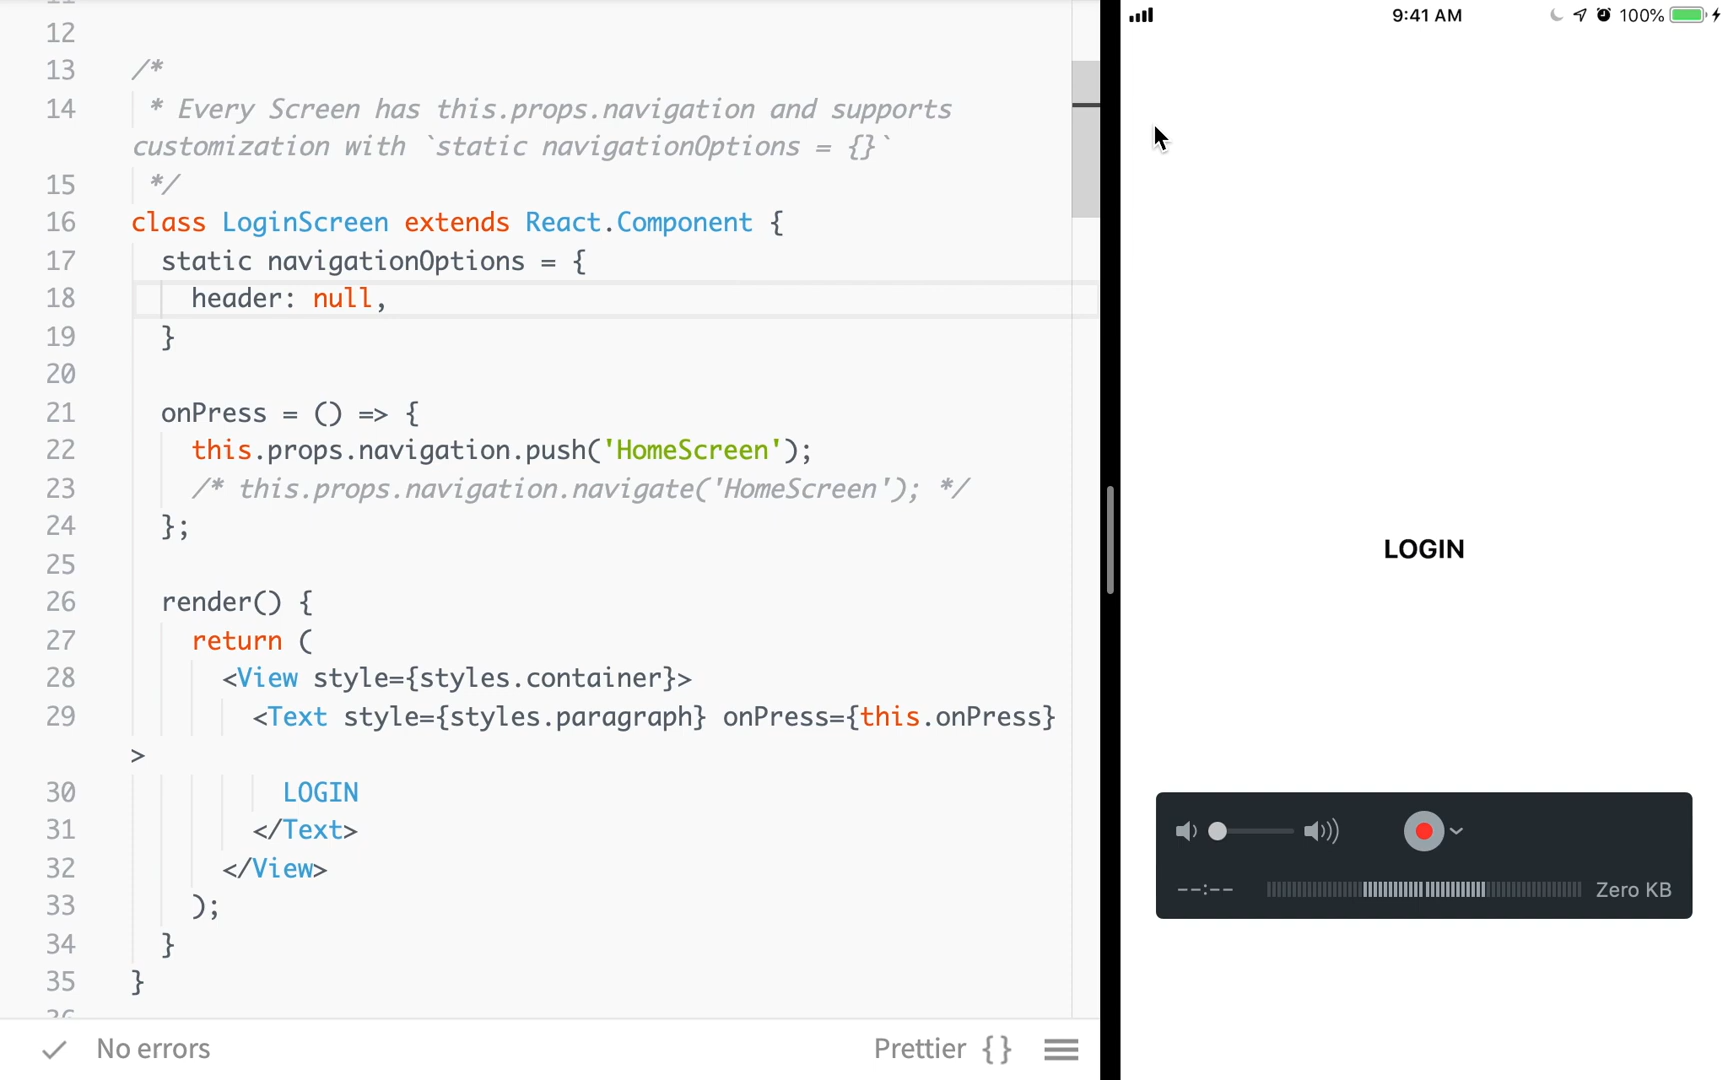 12
13 /*
14 * Every Screen has this.props.navigation and supports
customization with `static navigationOptions = {}`
15 */
16 class LoginScreen extends React.Component {
17 static navigationOptions = {
18 header: null,
19 }
20
21 onPress = () => {
22 this.props.navigation.push('HomeScreen');
23 /* this.props.navigation.navigate('HomeScreen'); */
24 };
25
26 render() {
27 return (
28 <View style={styles.container}>
29 <Text style={styles.paragraph} onPress={this.onPress}
>
30 LOGIN
31 </Text>
32 </View>
33 );
34 }
35 }
No errors
Prettier {}
9:41 AM
100%
LOGIN
--:--
Zero KB